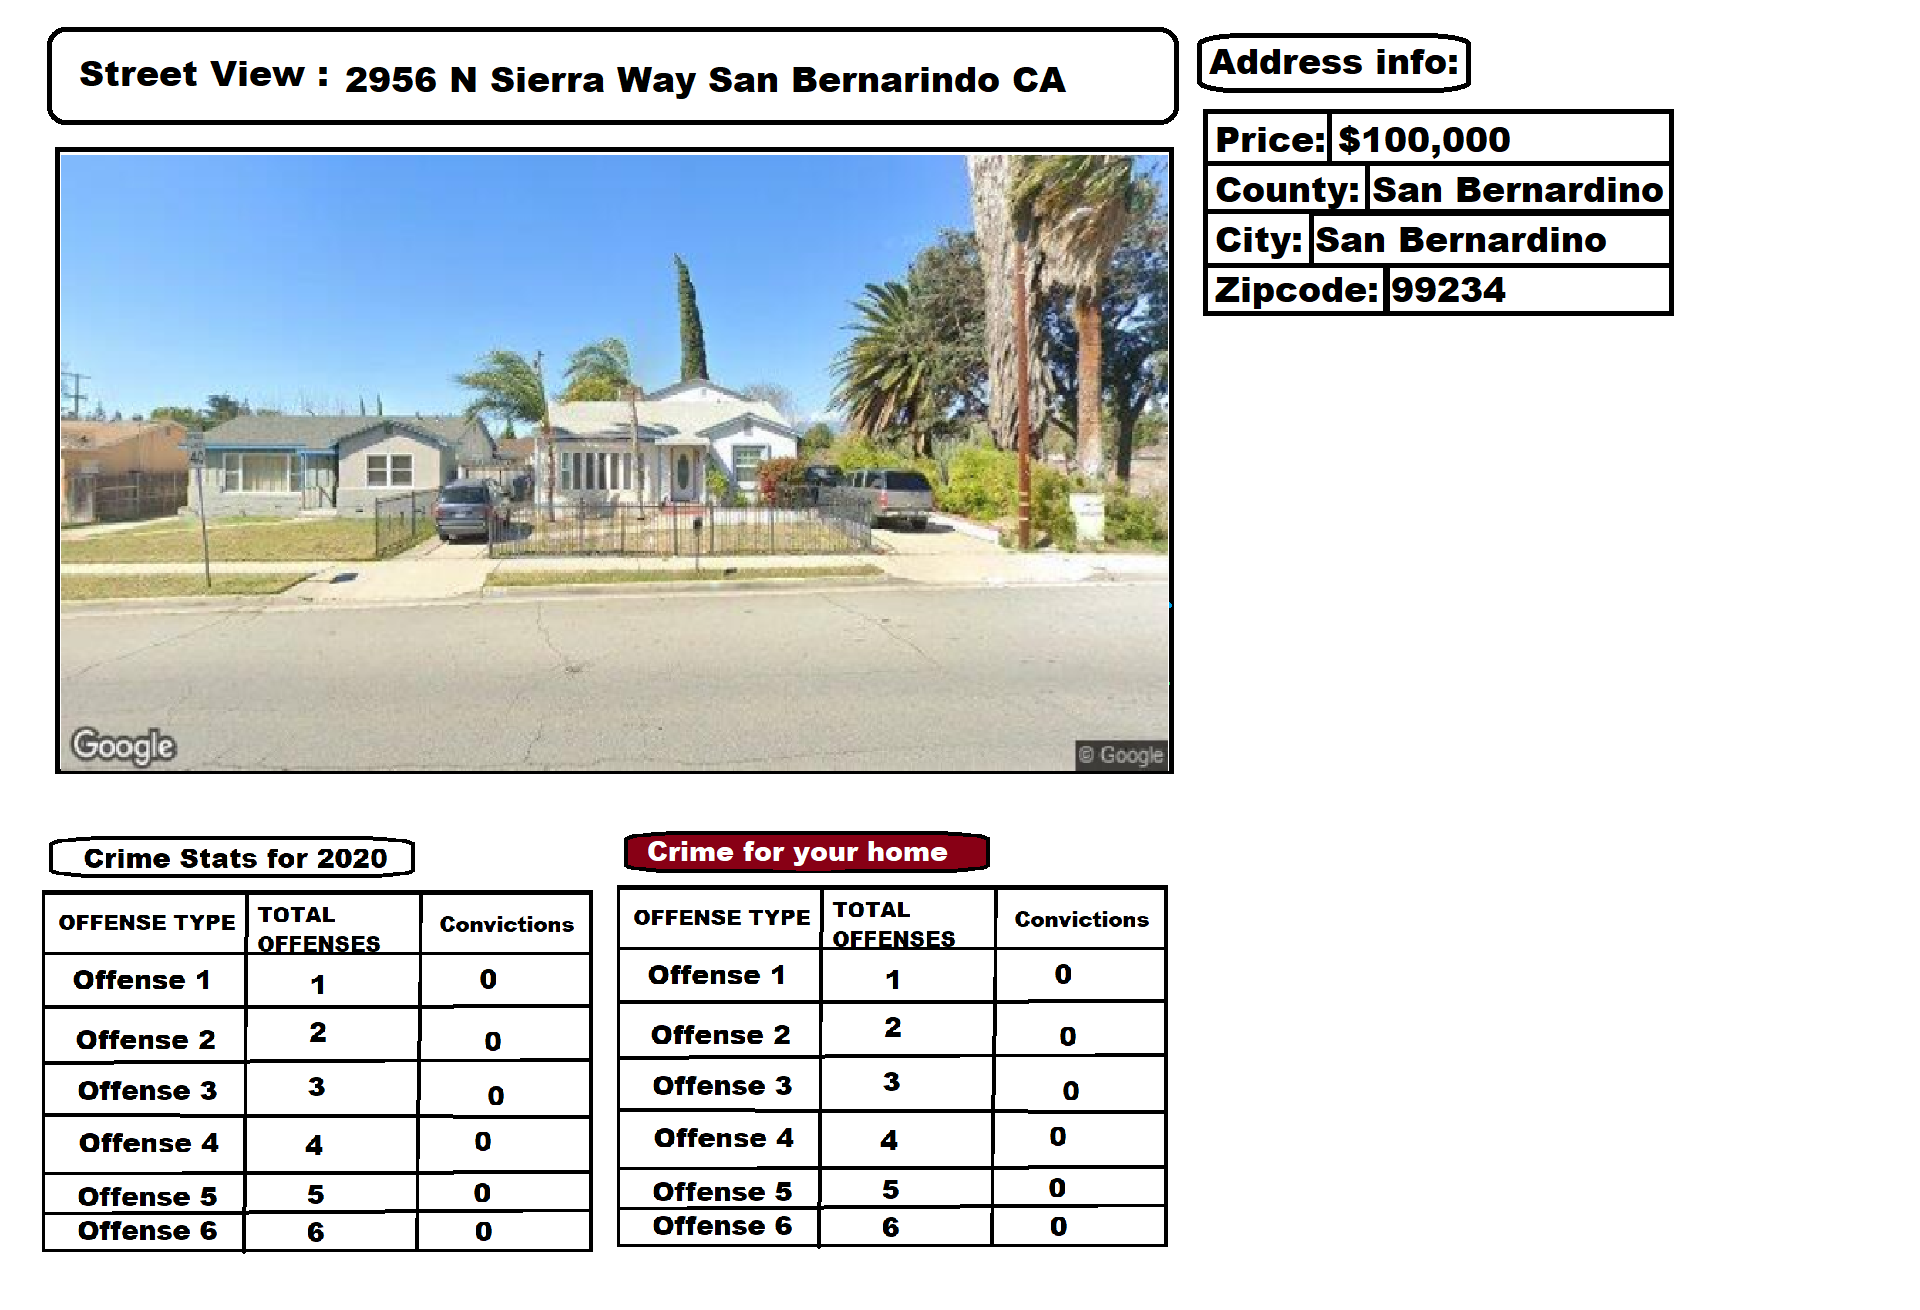 Street View : 2956 N Sierra Way San Bernarindo CA
Address info:
Price: $100,000
County: San Bernardino
City: San Bernardino
Zipcode: 99234
40
Google
© Google
Crime Stats for 2020
OFFENSE TYPE TOTAL OFFENSES Convictions
Offense 1 1 0
Offense 2 2 0
Offense 3 3 0
Offense 4 4 0
Offense 5 5 0
Offense 6 6 0
Crime for your home
OFFENSE TYPE TOTAL OFFENSES Convictions
Offense 1 1 0
Offense 2 2 0
Offense 3 3 0
Offense 4 4 0
Offense 5 5 0
Offense 6 6 0